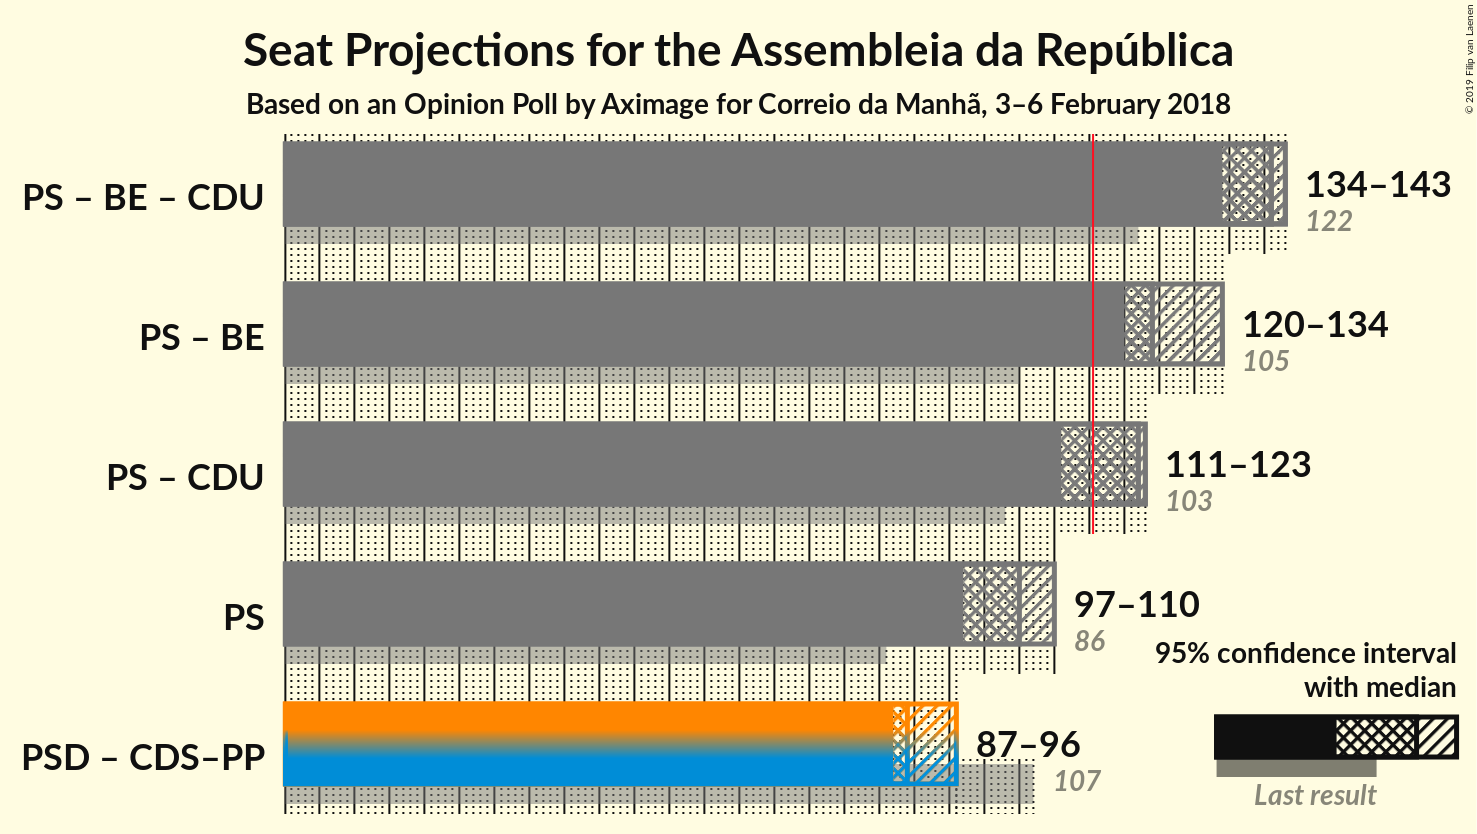 Seat Projections for the Assembleia da República
Based on an Opinion Poll by Aximage for Correio da Manhã, 3–6 February 2018
© 2019 Filip van Laenen
PS – BE – CDU
134–143
122
PS – BE
120–134
105
PS – CDU
111–123
103
PS
97–110
86
PSD – CDS–PP
87–96
107
95% confidence interval
with median
Last result